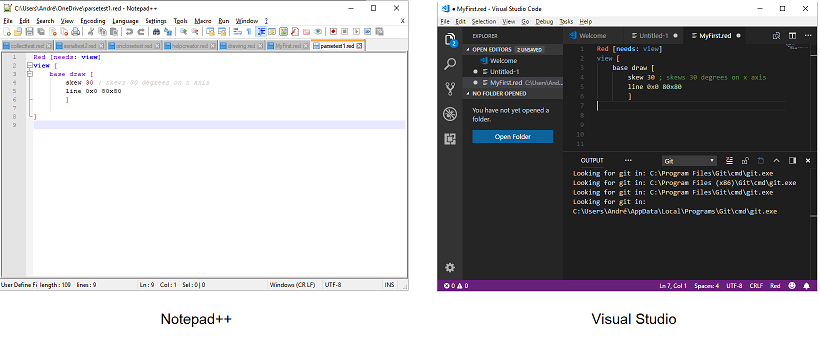 C:\Users\André\OneDrive\parsetest1.red - Notepad++
File Edit Search View Encoding Language Settings Tools Macro Run Window ?
collecttest.red helpcreator.red drawing.red MyFirst.red parsetest1.red
1 Red [needs: view]
2 view [
3 base draw [
4 skew 30 ; skews 30 degrees on x axis
5 line 0x0 80x80
6 ]
7
8 ]
9
User Define Fi length : 109 lines : 9 Ln : 9 Col : 1 Sel : 0 | 0 Windows (CR LF) UTF-8 INS
Notepad++
MyFirst.red - Visual Studio Code
File Edit Selection View Go Debug Tasks Help
EXPLORER
OPEN EDITORS 2 UNSAVED
Welcome
Untitled-1
MyFirst.red C:\Users\And...
NO FOLDER OPENED
You have not yet opened a
folder.
Open Folder
2
Welcome Untitled-1 MyFirst.red
1 Red [needs: view]
2 view [
3 base draw [
4 skew 30 ; skews 30 degrees on x axis
5 line 0x0 80x80
6 ]
7
8
9
10
11
OUTPUT ... Git
Looking for git in: C:\Program Files\Git\cmd\git.exe
Looking for git in: C:\Program Files (x86)\Git\cmd\git.exe
Looking for git in: C:\Program Files\Git\cmd\git.exe
Looking for git in:
C:\Users\André\AppData\Local\Programs\Git\cmd\git.exe
0 0 Ln 7, Col 1 Spaces: 4 UTF-8 CRLF Red
Visual Studio